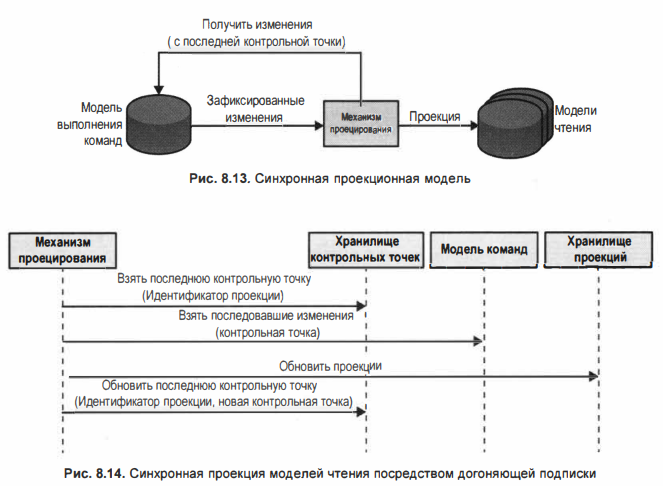 Получить изменения
( с последней контрольной точки)
Модель
выполнения
команд
Зафиксированные
изменения
Механизм
проецирования
Проекция
Модели
чтения
Рис. 8.13. Синхронная проекционная модель
Механизм
проецирования
Хранилище
контрольных точек
Модель команд
Хранилище
проекций
Взять последнюю контрольную точку
(Идентификатор проекции)
Взять последовавшие изменения
(контрольная точка)
Обновить проекции
Обновить последнюю контрольную точку
(Идентификатор проекции, новая контрольная точка)
Рис. 8.14. Синхронная проекция моделей чтения посредством догоняющей подписки